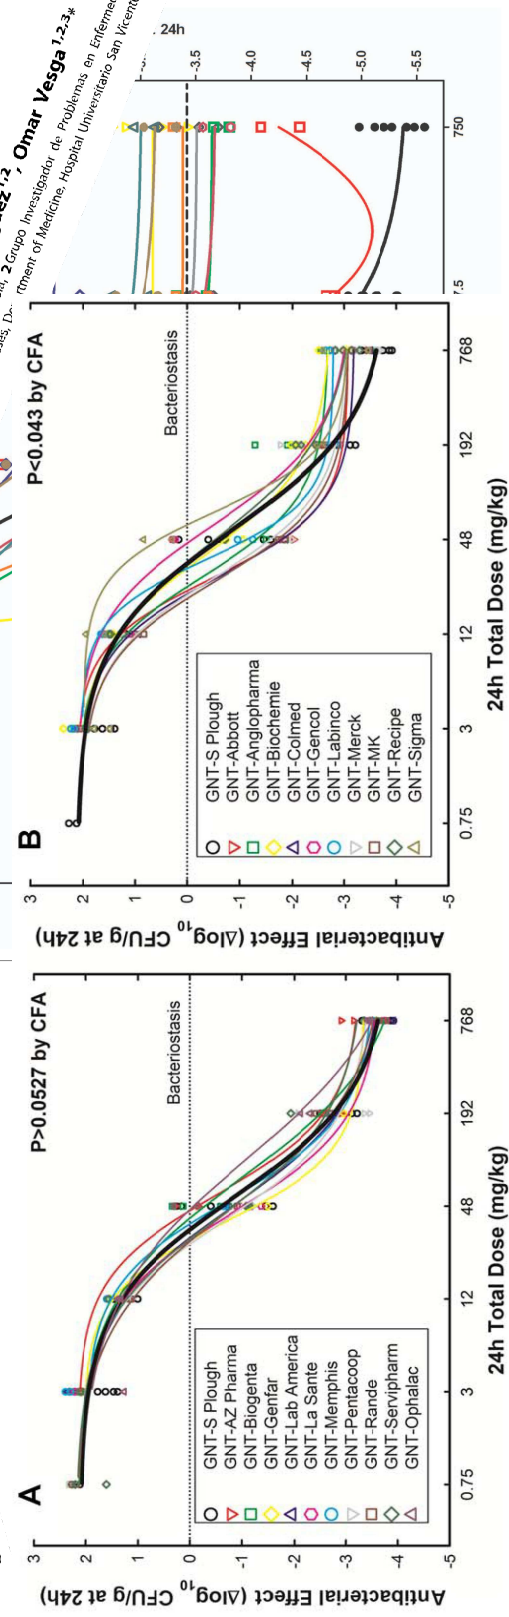 ez 1,2, Omar Vesga 1,2,3*
2 Grupo Investigador de Problemas en Enfermed
rtment of Medicine, Hospital Universitario San Vicente
24h
-3.5
-4.0
-4.5
-5.0
-5.5
750
7.5
B
P<0.043 by CFA
Bacteriostasis
Antibacterial Effect (Δlog10 CFU/g at 24h)
3
2
1
0
-1
-2
-3
-4
-5
GNT-S Plough
GNT-Abbott
GNT-Anglopharma
GNT-Biochemie
GNT-Colmed
GNT-Gencol
GNT-Labinco
GNT-Merck
GNT-MK
GNT-Recipe
GNT-Sigma
0.75
3
12
48
192
768
24h Total Dose (mg/kg)
A
P>0.0527 by CFA
Bacteriostasis
Antibacterial Effect (Δlog10 CFU/g at 24h)
3
2
1
0
-1
-2
-3
-4
-5
GNT-S Plough
GNT-AZ Pharma
GNT-Biogenta
GNT-Genfar
GNT-Lab America
GNT-La Sante
GNT-Memphis
GNT-Pentacoop
GNT-Rande
GNT-Servipharm
GNT-Ophalac
0.75
3
12
48
192
768
24h Total Dose (mg/kg)